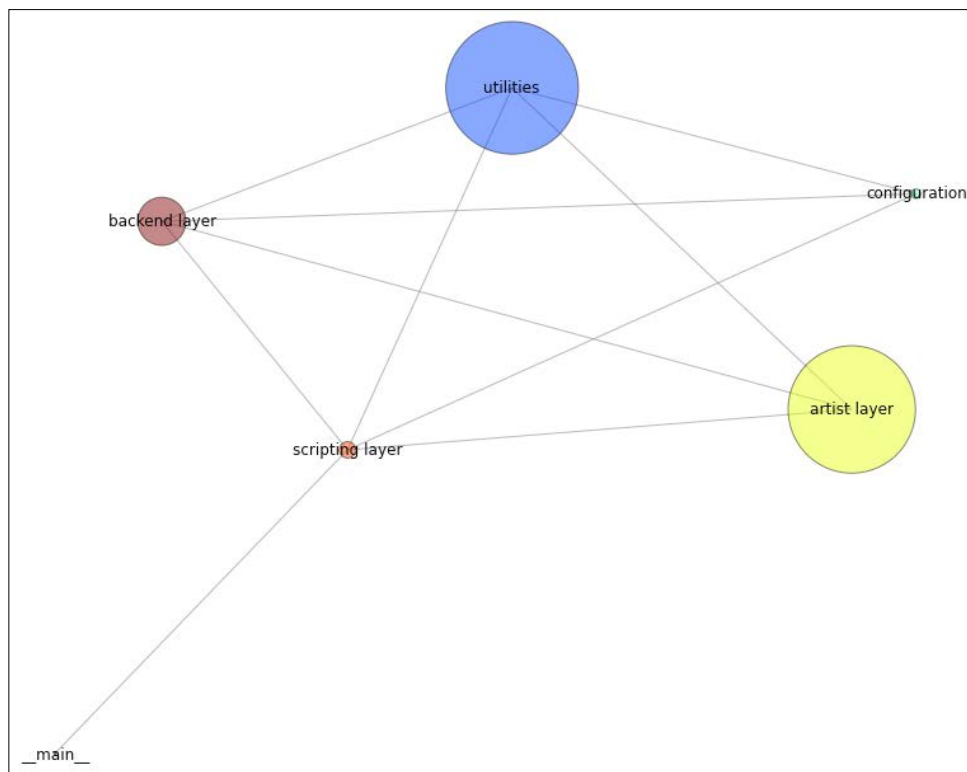 utilities
configuration
backend layer
artist layer
scripting layer
__main__